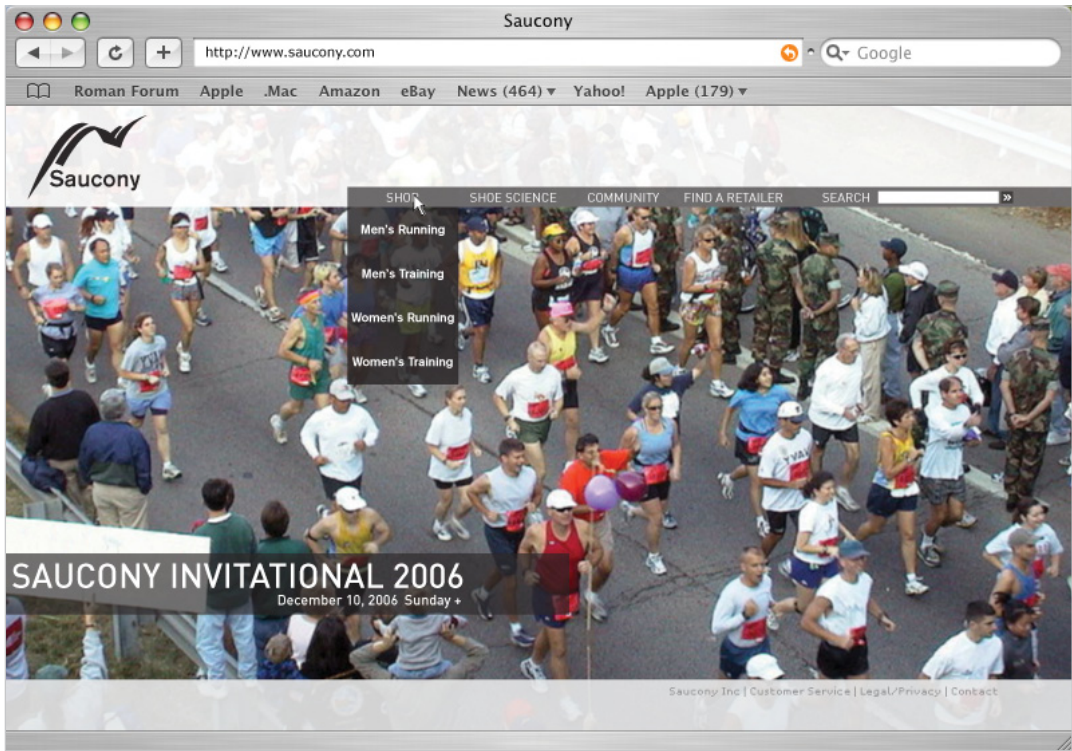 Saucony
http://www.saucony.com
Google
Roman Forum Apple .Mac Amazon eBay News (464) Yahoo! Apple (179)
Saucony
SHOP SHOE SCIENCE COMMUNITY FIND A RETAILER SEARCH »
Men's Running
Men's Training
Women's Running
Women's Training
SAUCONY INVITATIONAL 2006
December 10, 2006 Sunday +
Saucony Inc | Customer Service | Legal/Privacy | Contact